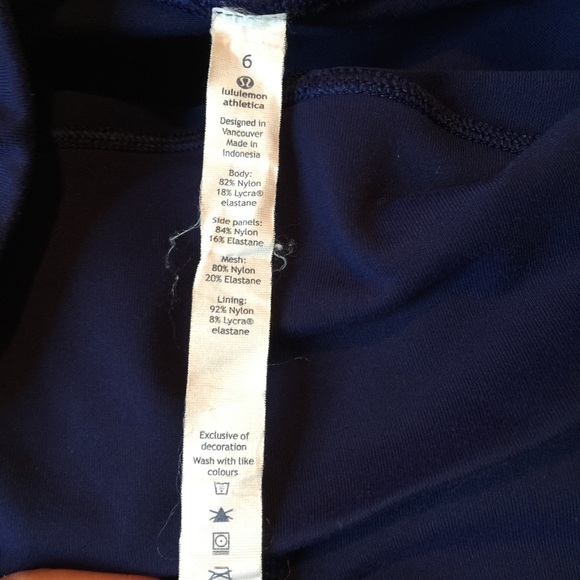 6
lululemon
athletica
Designed in
Vancouver
Made in
Indonesia
Body:
82% Nylon
18% Lycra®
elastane
Side panels:
84% Nylon
16% Elastane
Mesh:
80% Nylon
20% Elastane
Lining:
92% Nylon
8% Lycra®
elastane
Exclusive of
decoration
Wash with like
colours